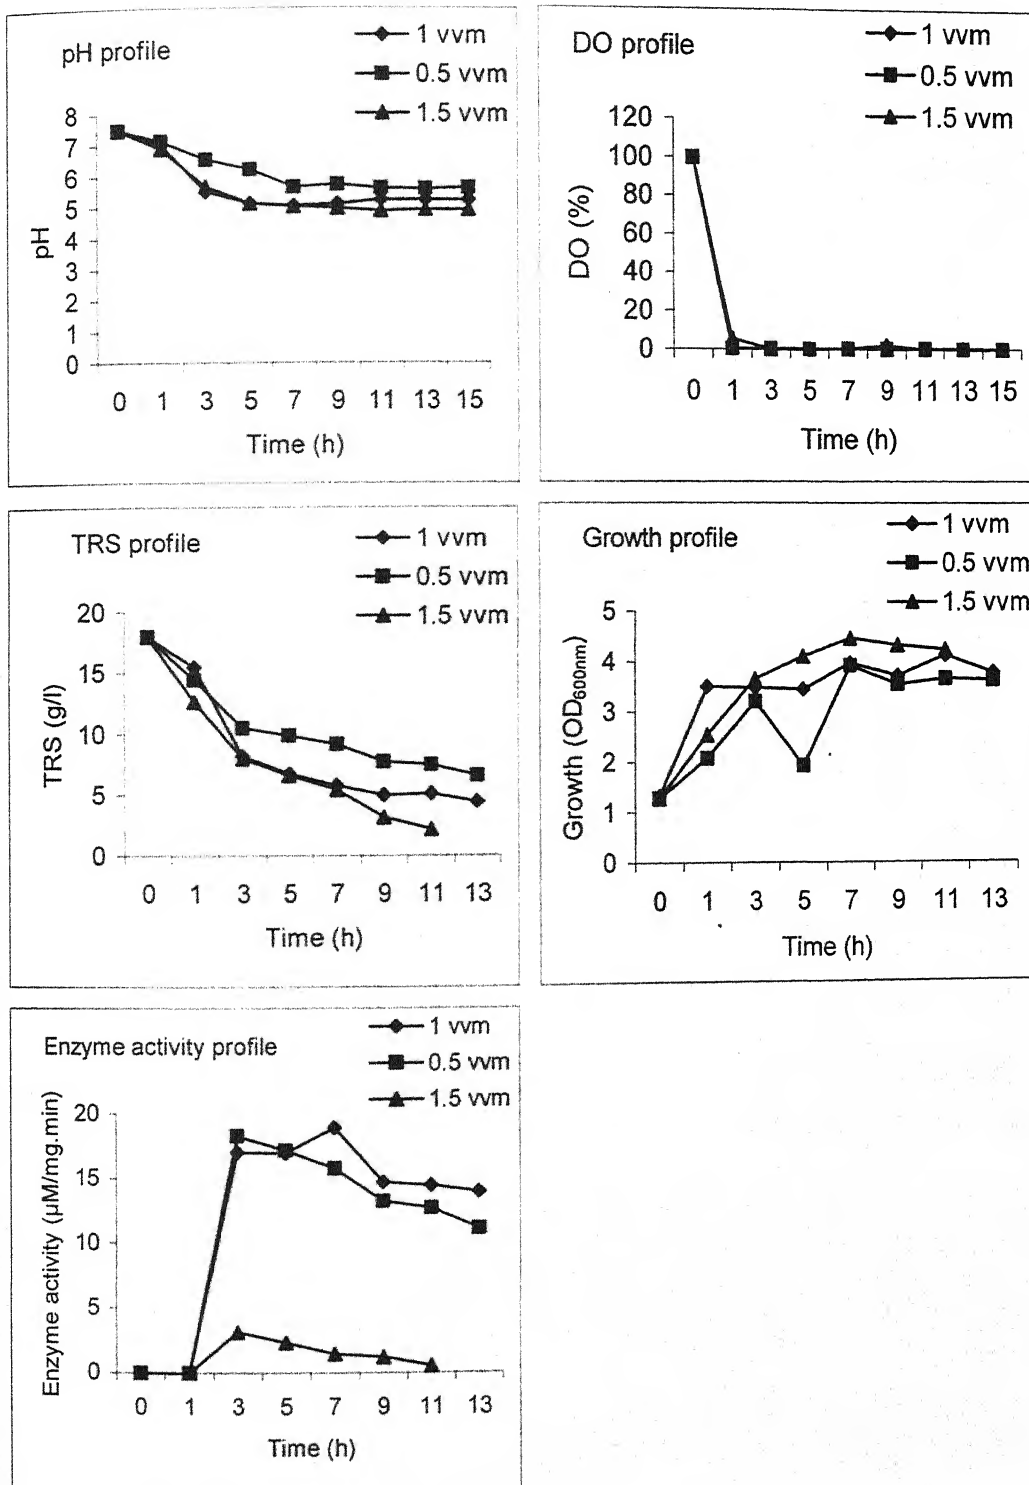 pH profile
1 vvm
0.5 vvm
1.5 vvm
8
7
6
5
4
3
2
1
0
pH
0 1 3 5 7 9 11 13 15
Time (h)
DO profile
1 vvm
0.5 vvm
1.5 vvm
120
100
80
60
40
20
0
DO (%)
0 1 3 5 7 9 11 13 15
Time (h)
TRS profile
1 vvm
0.5 vvm
1.5 vvm
20
15
10
5
0
TRS (g/l)
0 1 3 5 7 9 11 13
Time (h)
Growth profile
1 vvm
0.5 vvm
1.5 vvm
5
4
3
2
1
0
Growth (OD600nm)
0 1 3 5 7 9 11 13
Time (h)
Enzyme activity profile
1 vvm
0.5 vvm
1.5 vvm
20
15
10
5
0
Enzyme activity (µM/mg.min)
0 1 3 5 7 9 11 13
Time (h)